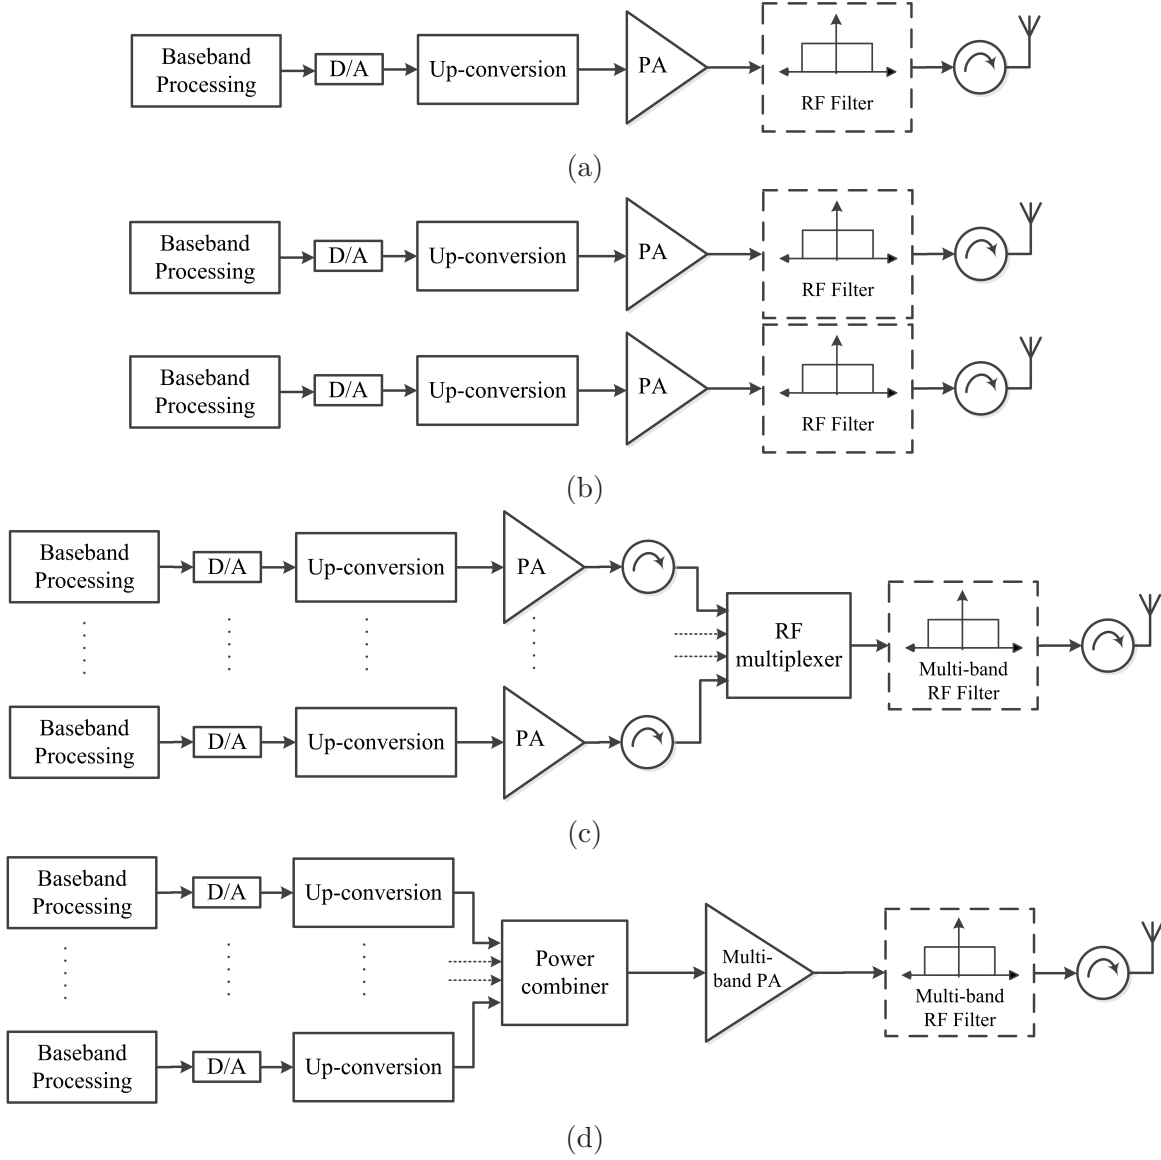 Baseband
Processing
D/A
Up-conversion
PA
RF Filter
(a)
Baseband
Processing
D/A
Up-conversion
PA
RF Filter
Baseband
Processing
D/A
Up-conversion
PA
RF Filter
(b)
Baseband
Processing
D/A
Up-conversion
PA
RF
multiplexer
Multi-band
RF Filter
Baseband
Processing
D/A
Up-conversion
PA
(c)
Baseband
Processing
D/A
Up-conversion
Power
combiner
Multi-
band PA
Multi-band
RF Filter
Baseband
Processing
D/A
Up-conversion
(d)